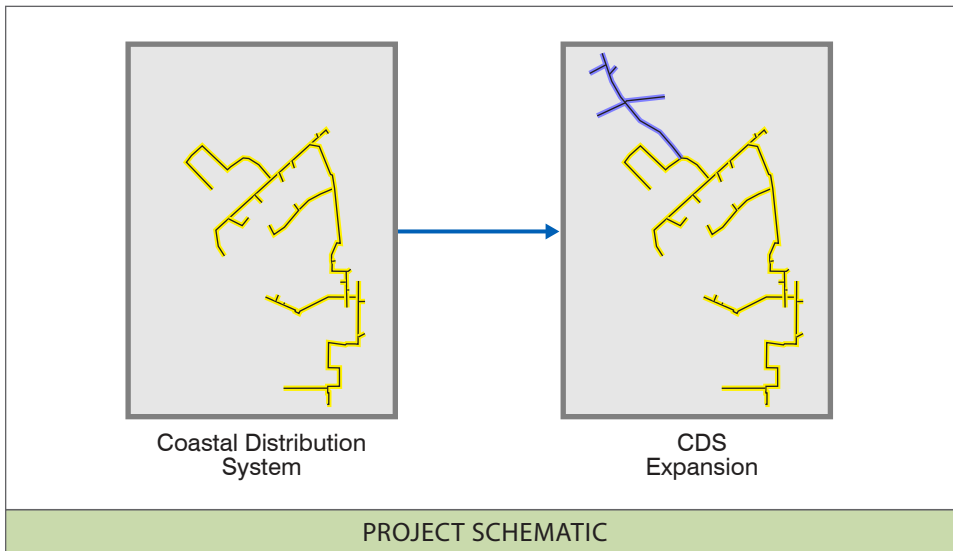 Coastal Distribution
System
CDS
Expansion
PROJECT SCHEMATIC